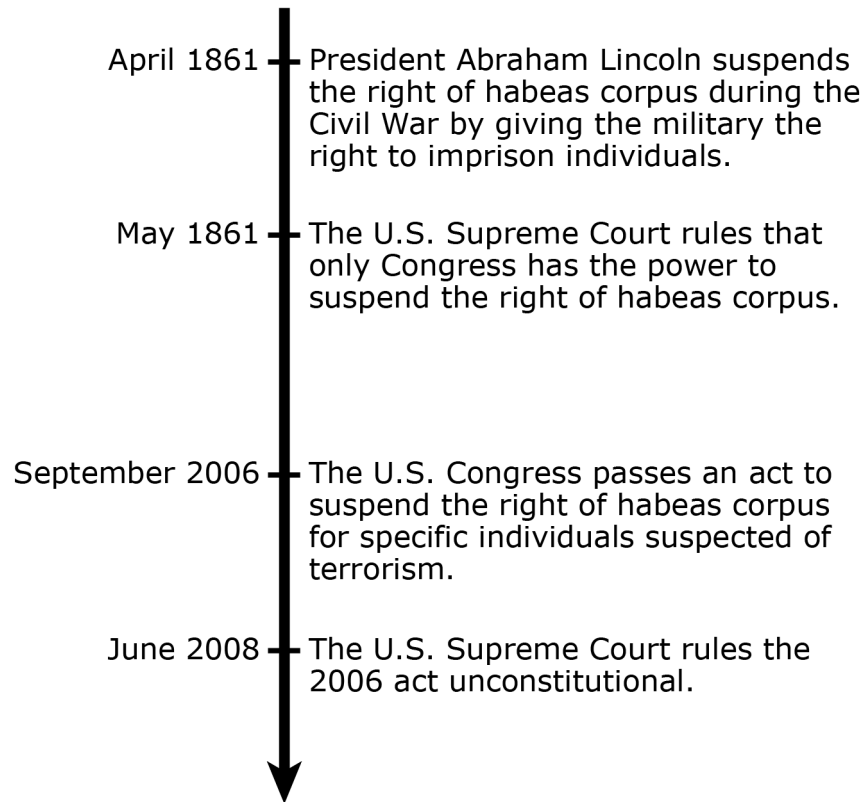 April 1861
President Abraham Lincoln suspends
the right of habeas corpus during the
Civil War by giving the military the
right to imprison individuals.
May 1861
The U.S. Supreme Court rules that
only Congress has the power to
suspend the right of habeas corpus.
September 2006
The U.S. Congress passes an act to
suspend the right of habeas corpus
for specific individuals suspected of
terrorism.
June 2008
The U.S. Supreme Court rules the
2006 act unconstitutional.